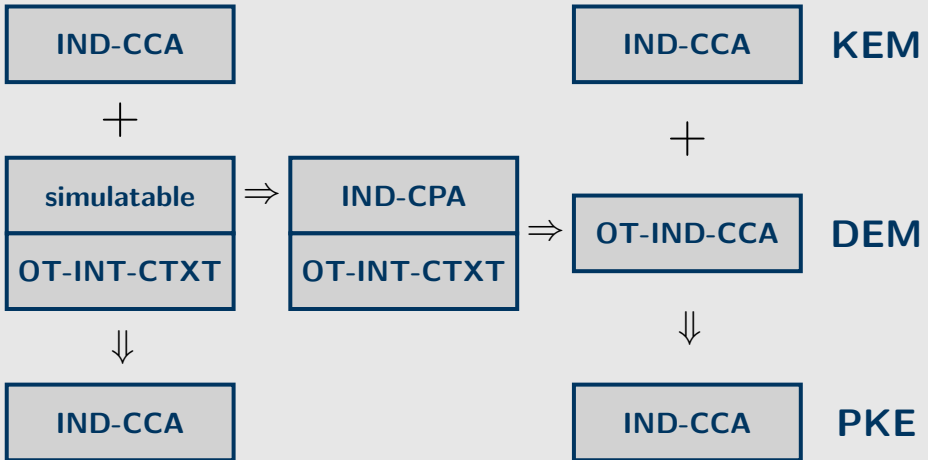 IND-CCA IND-CCA KEM
+ +
simulatable ⇒ IND-CPA
⇒ OT-IND-CCA DEM
OT-INT-CTXT OT-INT-CTXT
⇓ ⇓
IND-CCA IND-CCA PKE